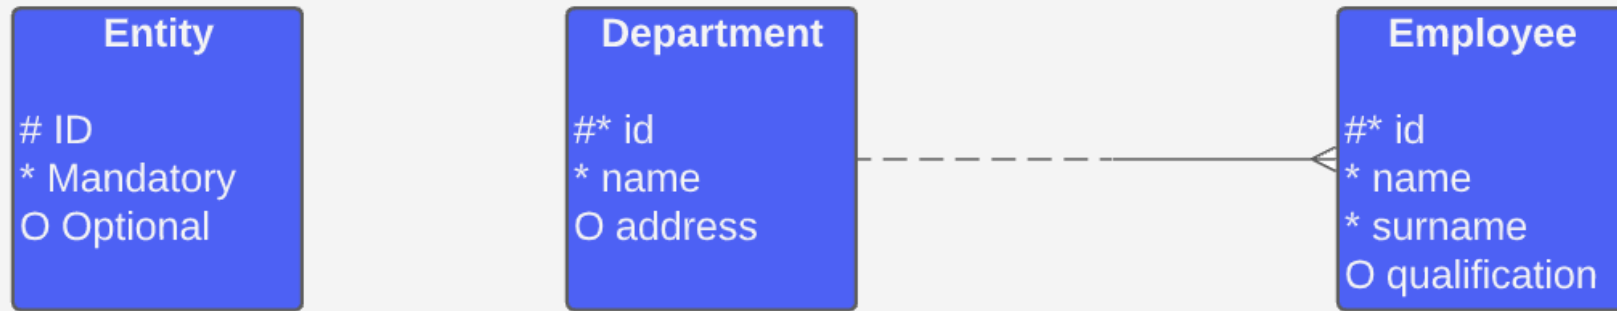 Entity
# ID
* Mandatory
O Optional
Department
#* id
* name
O address
Employee
#* id
* name
* surname
O qualification